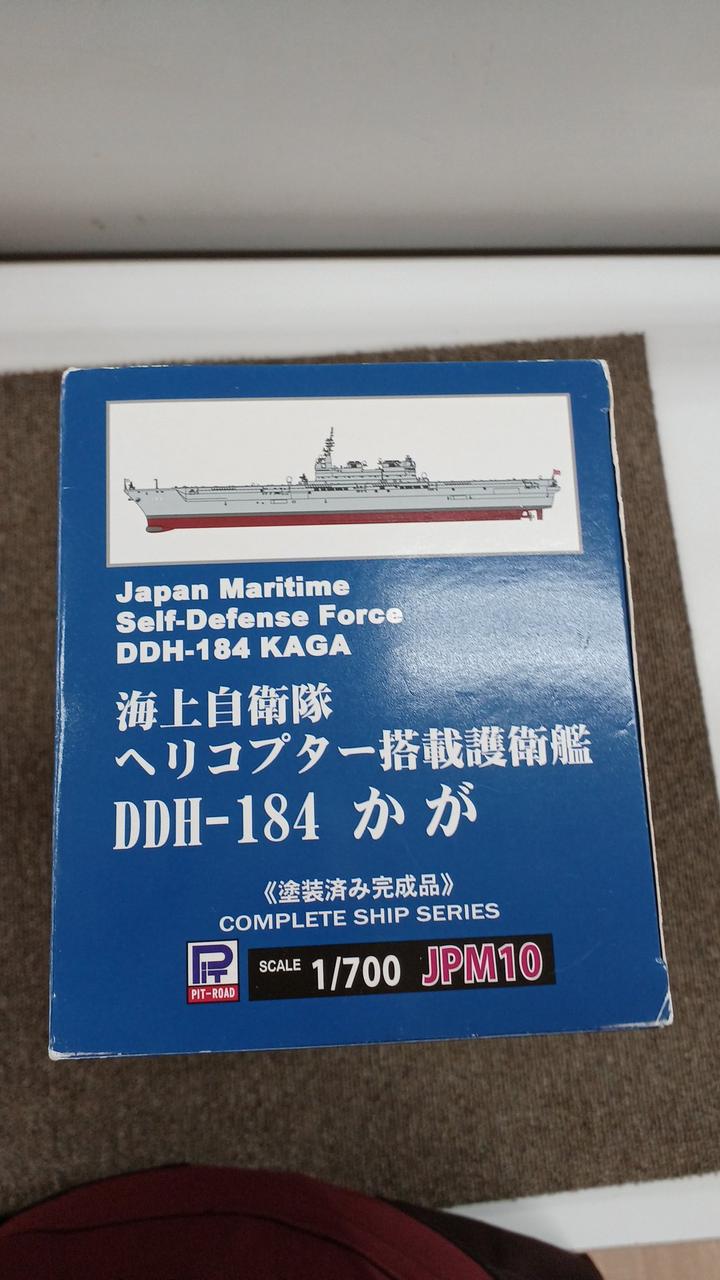 Japan Maritime
Self-Defense Force
DDH-184 KAGA
海上自衛隊
ヘリコプター搭載護衛艦
DDH-184 かが
《塗装済み完成品》
COMPLETE SHIP SERIES
PIT
PIT-ROAD
SCALE 1/700 JPM10